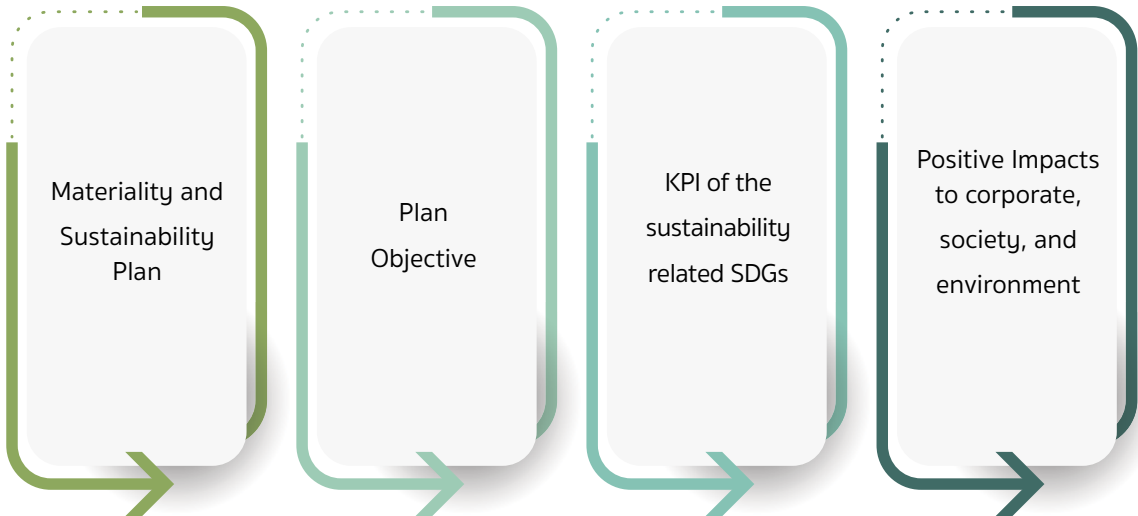 Materiality and
Sustainability
Plan
Plan
Objective
KPI of the
sustainability
related SDGs
Positive Impacts
to corporate,
society, and
environment